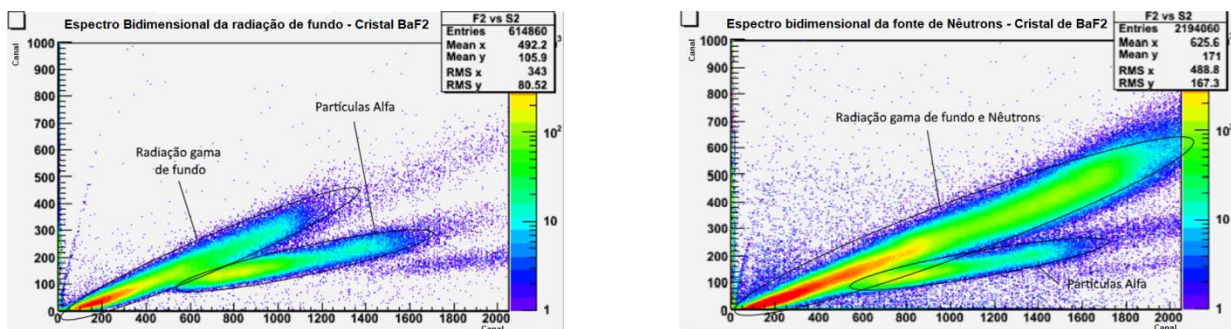 Espectro Bidimensional da radiação de fundo - Cristal BaF2
F2 vs S2
Entries 614860
Mean x 492.2
Mean y 105.9
RMS x 343
RMS y 80.52
Canal
1000
900
800
700
600
500
400
300
200
100
0
Partículas Alfa
Radiação gama
de fundo
10²
10
1
0 200 400 600 800 1000 1200 1400 1600 1800 2000
Canal
Espectro bidimensional da fonte de Nêutrons - Cristal de BaF2
F2 vs S2
Entries 2194060
Mean x 625.6
Mean y 171
RMS x 488.8
RMS y 167.3
Canal
1000
900
800
700
600
500
400
300
200
100
0
Radiação gama de fundo e Nêutrons
Partículas Alfa
10²
10
1
0 200 400 600 800 1000 1200 1400 1600 1800 2000
Canal